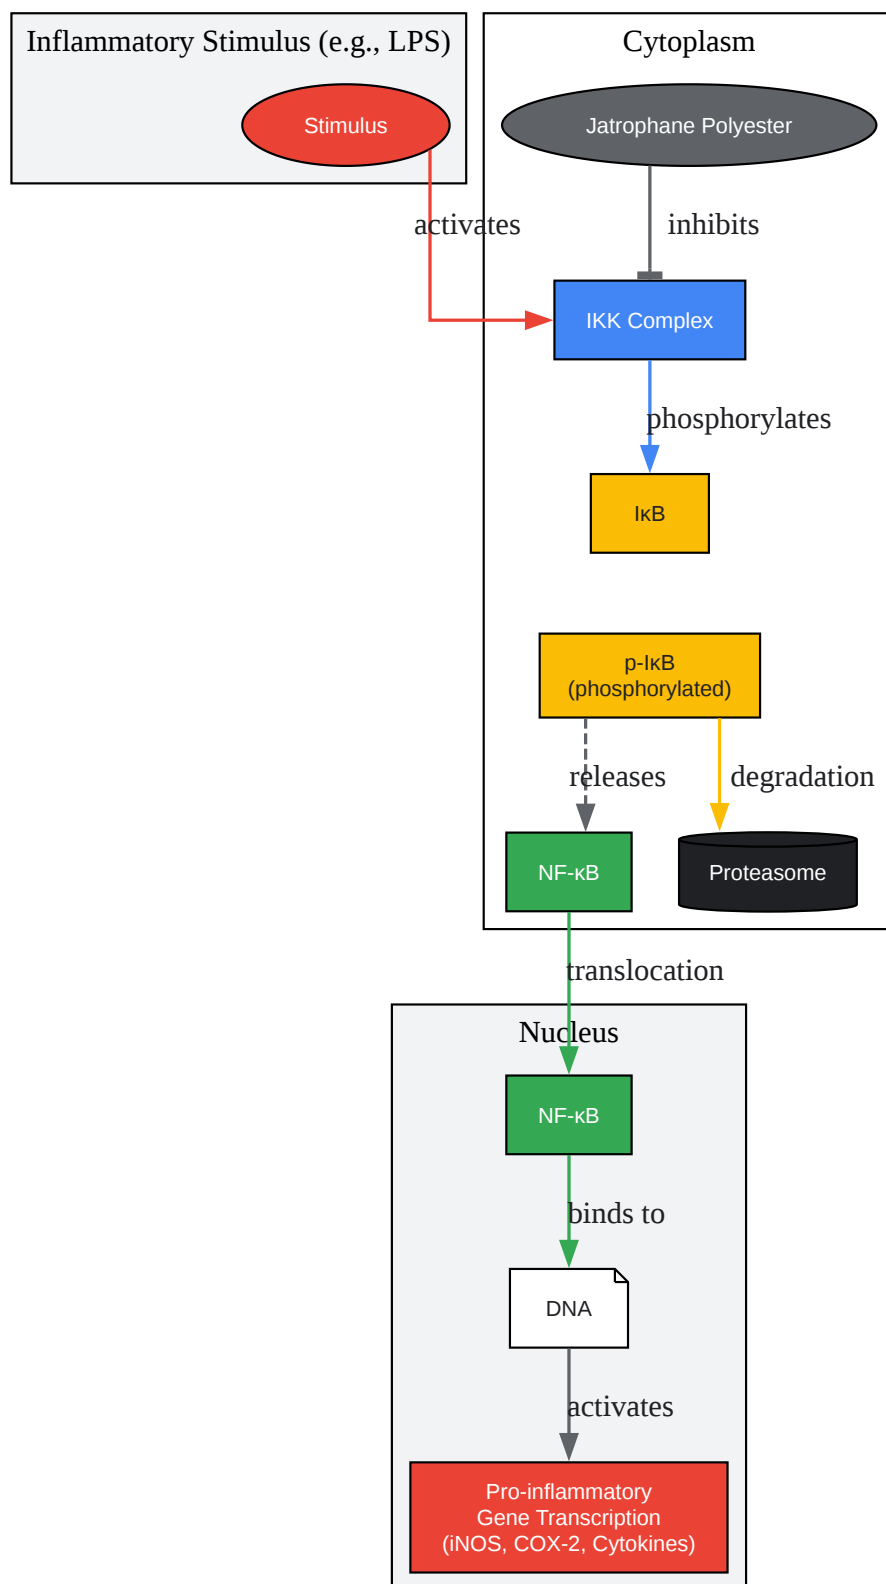 Inflammatory Stimulus (e.g., LPS)
Cytoplasm
Stimulus
Jatrophane Polyester
activates
inhibits
IKK Complex
phosphorylates
IκB
p-IκB
(phosphorylated)
releases
degradation
NF-κB
Proteasome
translocation
Nucleus
NF-κB
binds to
DNA
activates
Pro-inflammatory
Gene Transcription
(iNOS, COX-2, Cytokines)